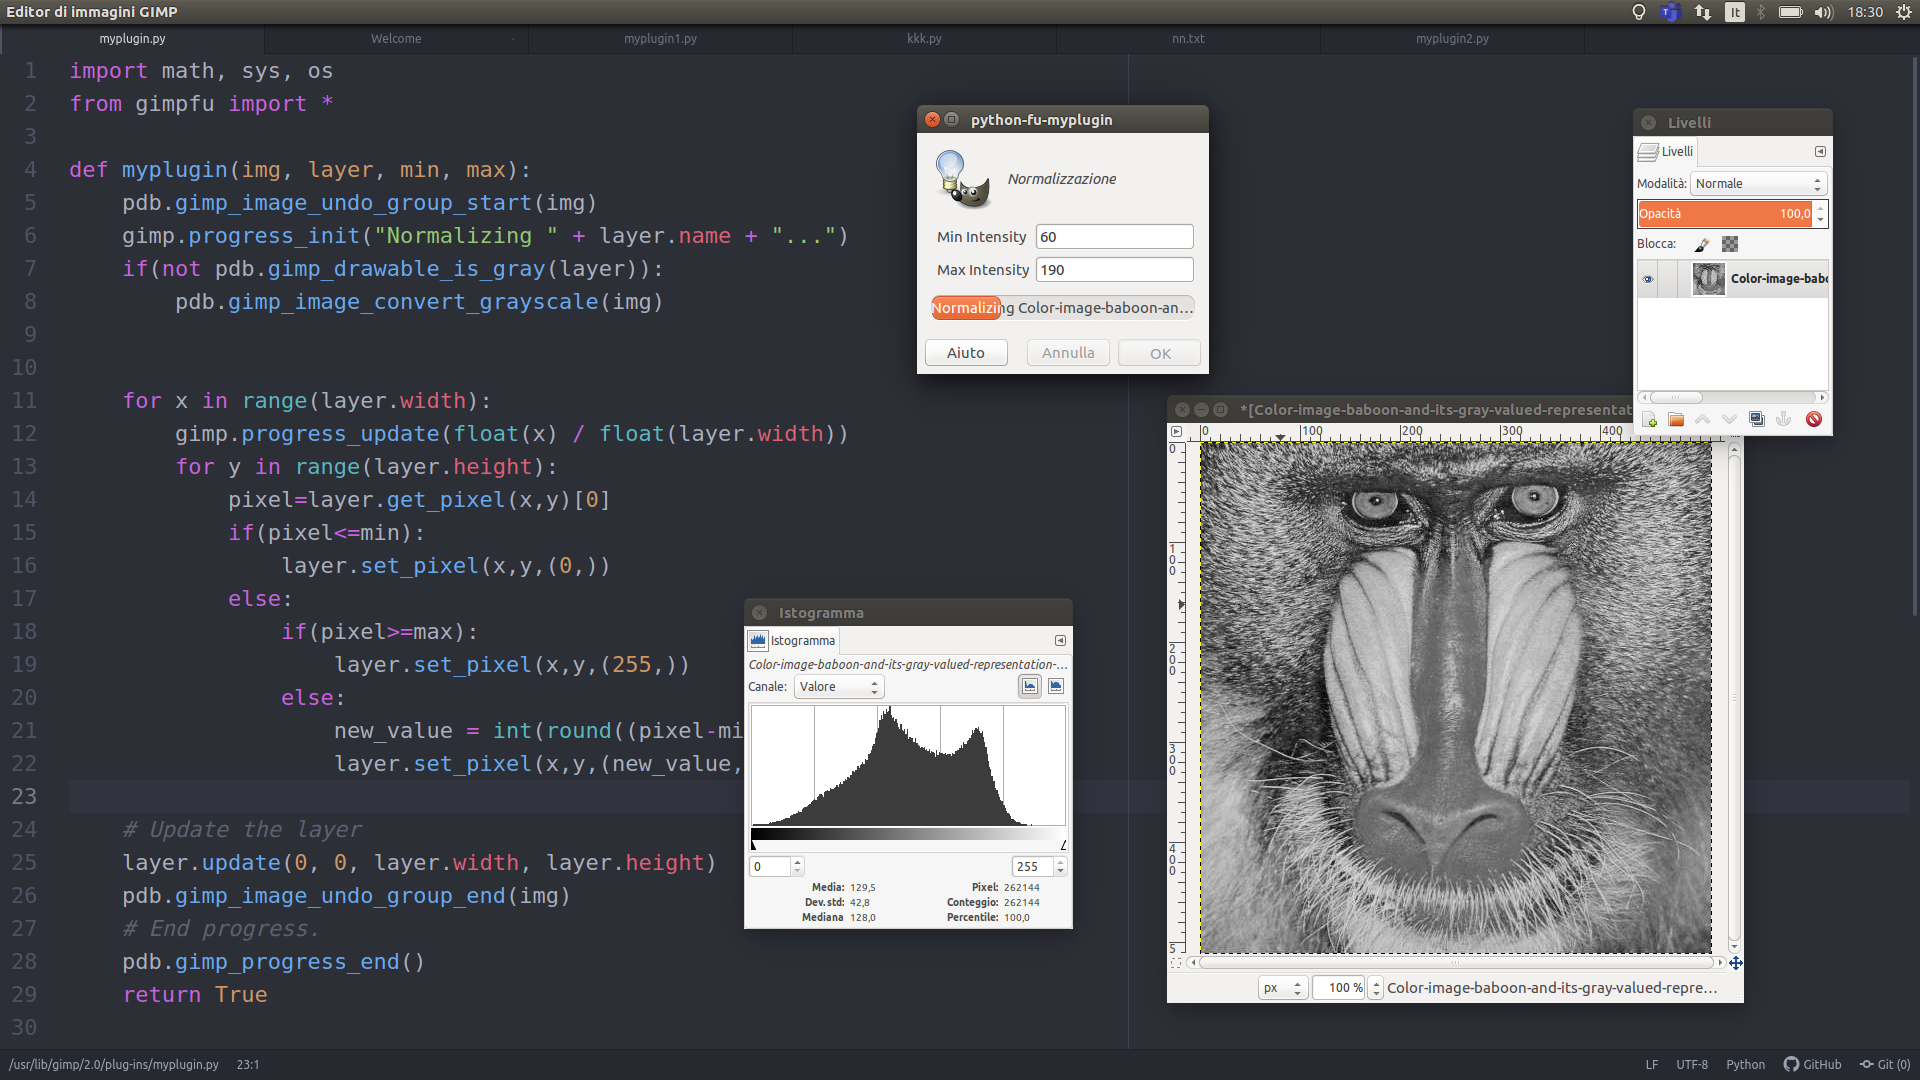 Editor di immagini GIMP
It
18:30
myplugin.py
Welcome
myplugin1.py
kkk.py
nn.txt
myplugin2.py
1 import math, sys, os
2 from gimpfu import *
3
4 def myplugin(img, layer, min, max):
5 pdb.gimp_image_undo_group_start(img)
6 gimp.progress_init("Normalizing " + layer.name + "...")
7 if(not pdb.gimp_drawable_is_gray(layer)):
8 pdb.gimp_image_convert_grayscale(img)
9
10
11 for x in range(layer.width):
12 gimp.progress_update(float(x) / float(layer.width))
13 for y in range(layer.height):
14 pixel=layer.get_pixel(x,y)[0]
15 if(pixel<=min):
16 layer.set_pixel(x,y,(0,))
17 else:
18 if(pixel>=max):
19 layer.set_pixel(x,y,(255,))
20 else:
21 new_value = int(round((pixel-mi
22 layer.set_pixel(x,y,(new_value,
23
24 # Update the layer
25 layer.update(0, 0, layer.width, layer.height)
26 pdb.gimp_image_undo_group_end(img)
27 # End progress.
28 pdb.gimp_progress_end()
29 return True
30
python-fu-myplugin
Normalizzazione
Min Intensity 60
Max Intensity 190
Normalizing Color-image-baboon-an...
Aiuto
Annulla
OK
Livelli
Livelli
Modalità: Normale
Opacità 100,0
Blocca:
Color-image-babo
Istogramma
Istogramma
Color-image-baboon-and-its-gray-valued-representation-...
Canale: Valore
0
255
Media: 129,5 Pixel: 262144
Dev.std: 42,8 Conteggio: 262144
Mediana 128,0 Percentile: 100,0
*[Color-image-baboon-and-its-gray-valued-representat
0 100 200 300 400
0
100
200
300
400
5
px
100 %
Color-image-baboon-and-its-gray-valued-repre...
/usr/lib/gimp/2.0/plug-ins/myplugin.py
23:1
LF
UTF-8
Python
GitHub
Git (0)